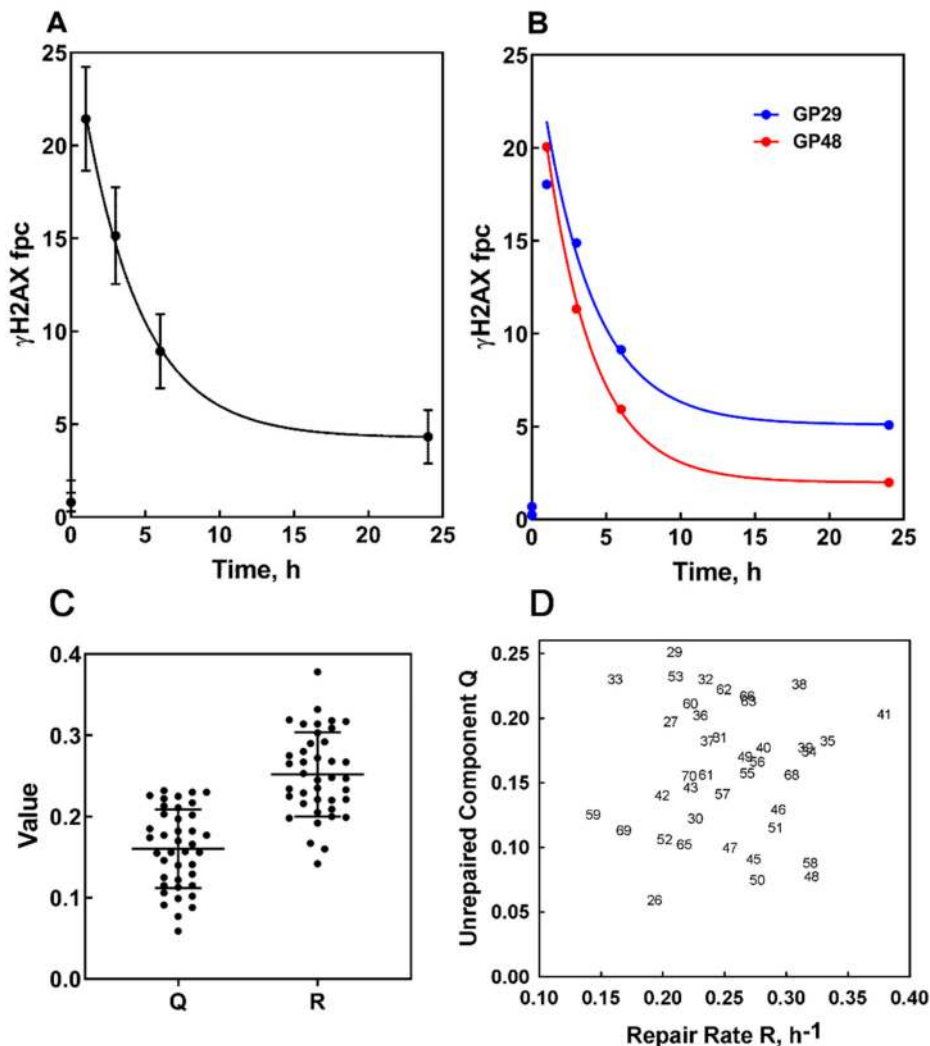 A
γH2AX fpc
25
20
15
10
5
0
0 5 10 15 20 25
Time, h
B
γH2AX fpc
25
20
15
10
5
0
GP29
GP48
0 5 10 15 20 25
Time, h
C
Value
0.4
0.3
0.2
0.1
0.0
Q R
D
Unrepaired Component Q
0.25
0.20
0.15
0.10
0.05
0.00
29
33 53 32
62 38
60 63
27 36 41
37 31 35
49 40 34
56
70 61 55 68
42 43 57
59 30
69 51
52 65 47
45 58
50 48
26
0.10 0.15 0.20 0.25 0.30 0.35 0.40
Repair Rate R, h-1